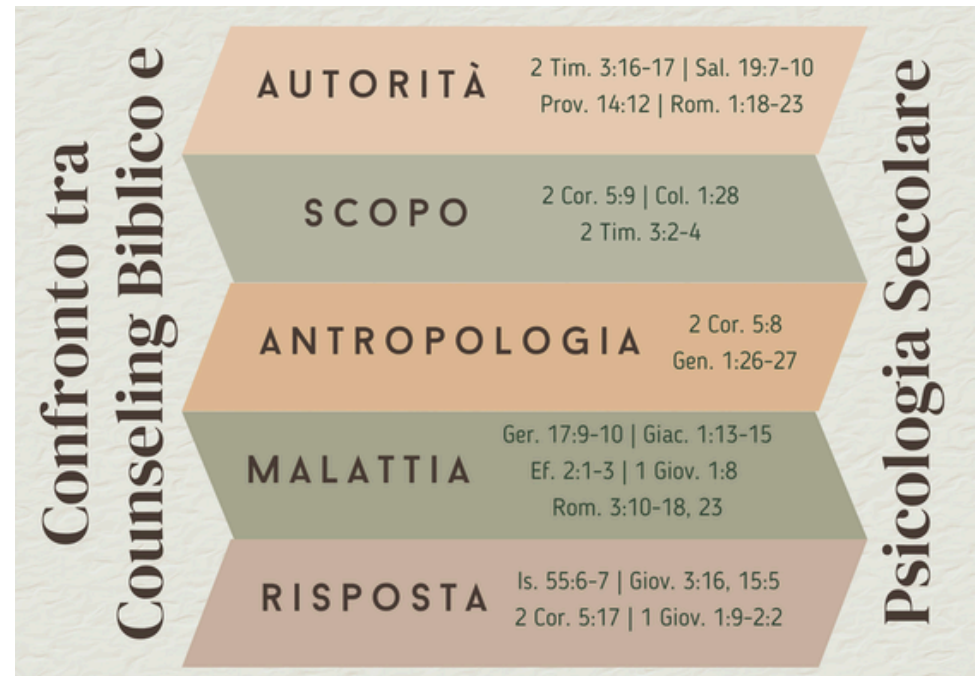 Confronto tra
Counseling Biblico e
AUTORITÀ
2 Tim. 3:16-17 | Sal. 19:7-10
Prov. 14:12 | Rom. 1:18-23
SCOPO
2 Cor. 5:9 | Col. 1:28
2 Tim. 3:2-4
ANTROPOLOGIA
2 Cor. 5:8
Gen. 1:26-27
MALATTIA
Ger. 17:9-10 | Giac. 1:13-15
Ef. 2:1-3 | 1 Giov. 1:8
Rom. 3:10-18, 23
RISPOSTA
Is. 55:6-7 | Giov. 3:16, 15:5
2 Cor. 5:17 | 1 Giov. 1:9-2:2
Psicologia Secolare